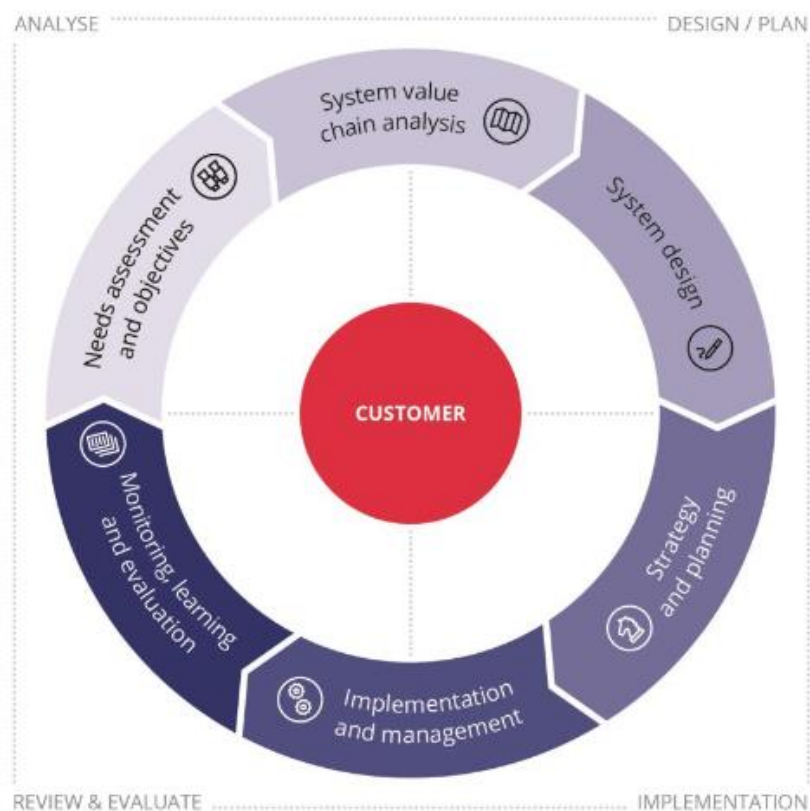 ANALYSE
DESIGN / PLAN
System value
chain analysis
System design
Needs assessment
and objectives
CUSTOMER
Strategy
and planning
Monitoring, learning
and evaluation
Implementation
and management
REVIEW & EVALUATE
IMPLEMENTATION